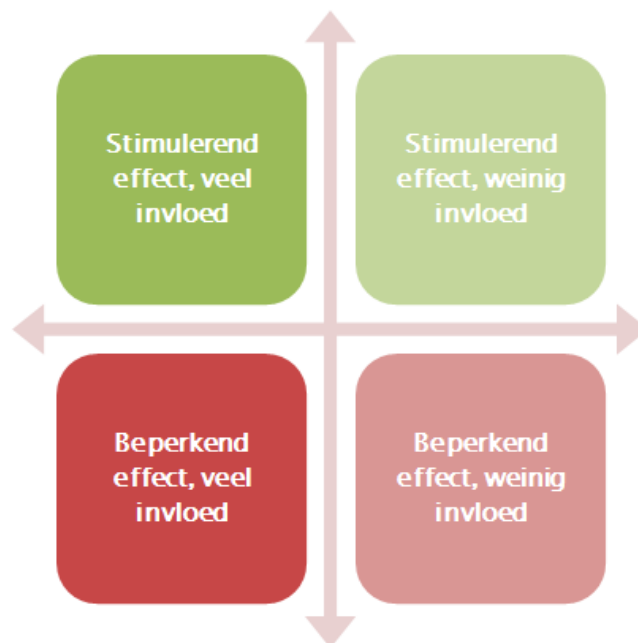 Stimulerend
effect, veel
invloed
Stimulerend
effect, weinig
invloed
Beperkend
effect, veel
invloed
Beperkend
effect, weinig
invloed